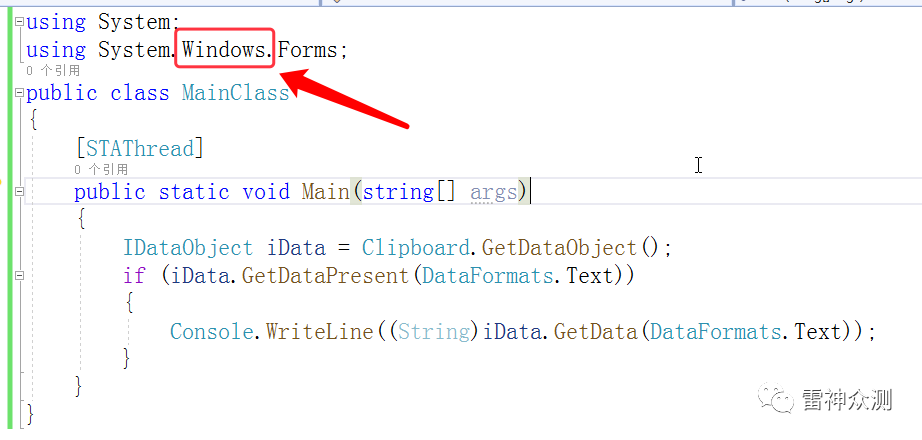 using System;
using System.Windows.Forms;
0 个引用
public class MainClass
{
[STAThread]
0 个引用
public static void Main(string[] args)
{
IDataObject iData = Clipboard.GetDataObject();
if (iData.GetDataPresent(DataFormats.Text))
{
Console.WriteLine((String)iData.GetData(DataFormats.Text));
}
}
}
雷神众测